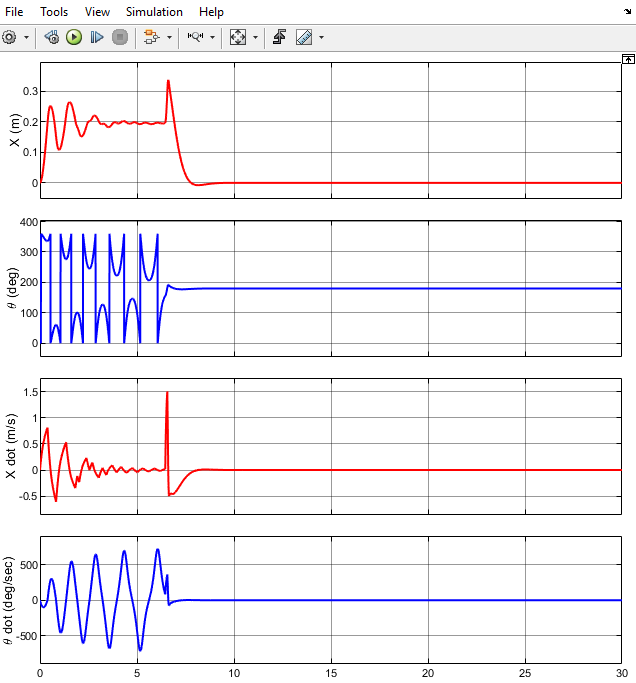 File Tools View Simulation Help
X (m)
0.3
0.2
0.1
0
θ (deg)
400
300
200
100
0
X dot (m/s)
1.5
1
0.5
0
-0.5
θ dot (deg/sec)
500
0
-500
0 5 10 15 20 25 30